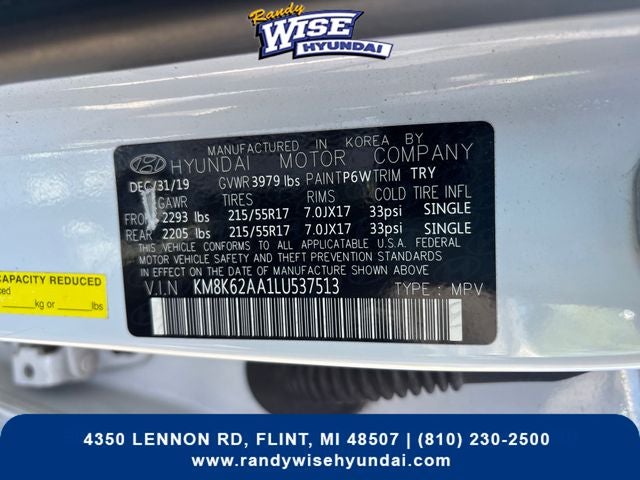 Randy
WISE
HYUNDAI
MANUFACTURED IN KOREA BY
HYUNDAI MOTOR COMPANY
DEC/31/19 GVWR 3979 lbs PAINT P6W TRIM TRY
GAWR TIRES RIMS COLD TIRE INFL
FRONT 2293 lbs 215/55R17 7.0JX17 33psi SINGLE
REAR 2205 lbs 215/55R17 7.0JX17 33psi SINGLE
THIS VEHICLE CONFORMS TO ALL APPLICABLE U.S.A. FEDERAL
MOTOR VEHICLE SAFETY AND THEFT PREVENTION STANDARDS
IN EFFECT ON THE DATE OF MANUFACTURE SHOWN ABOVE.
V.I.N KM8K62AA1LU537513 TYPE : MPV
CAPACITY REDUCED
kg or lbs
4350 LENNON RD, FLINT, MI 48507 | (810) 230-2500
www.randywisehyundai.com